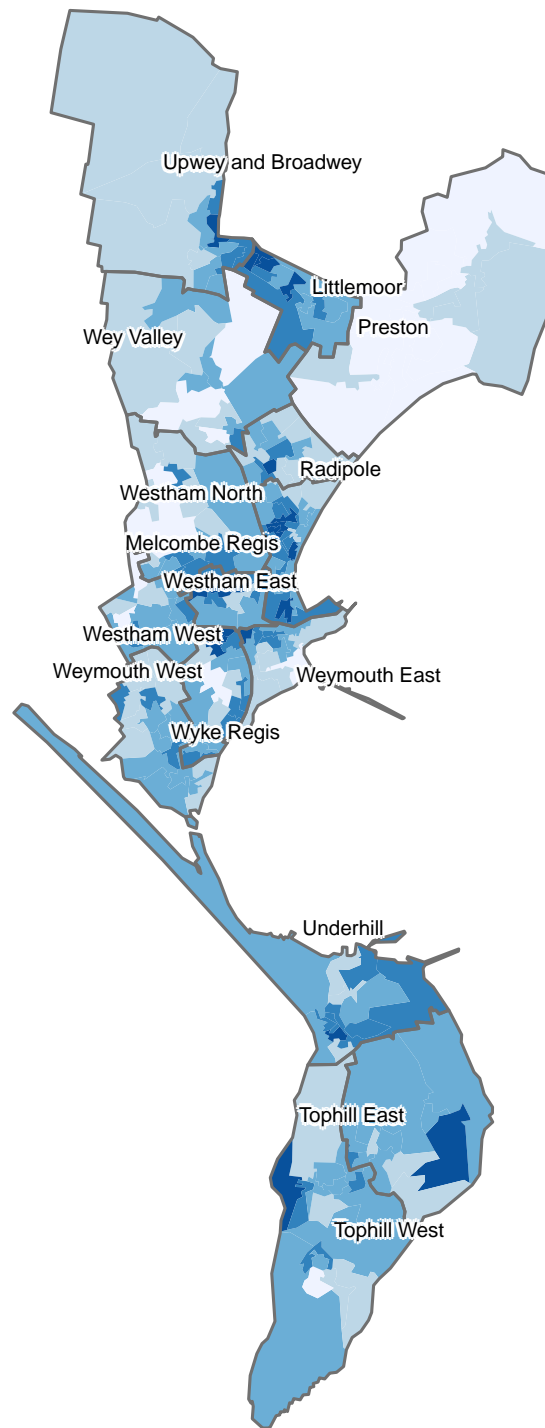 Upwey and Broadwey
Littlemoor
Preston
Wey Valley
Radipole
Westham North
Melcombe Regis
Westham East
Westham West
Weymouth West
Weymouth East
Wyke Regis
Underhill
Tophill East
Tophill West